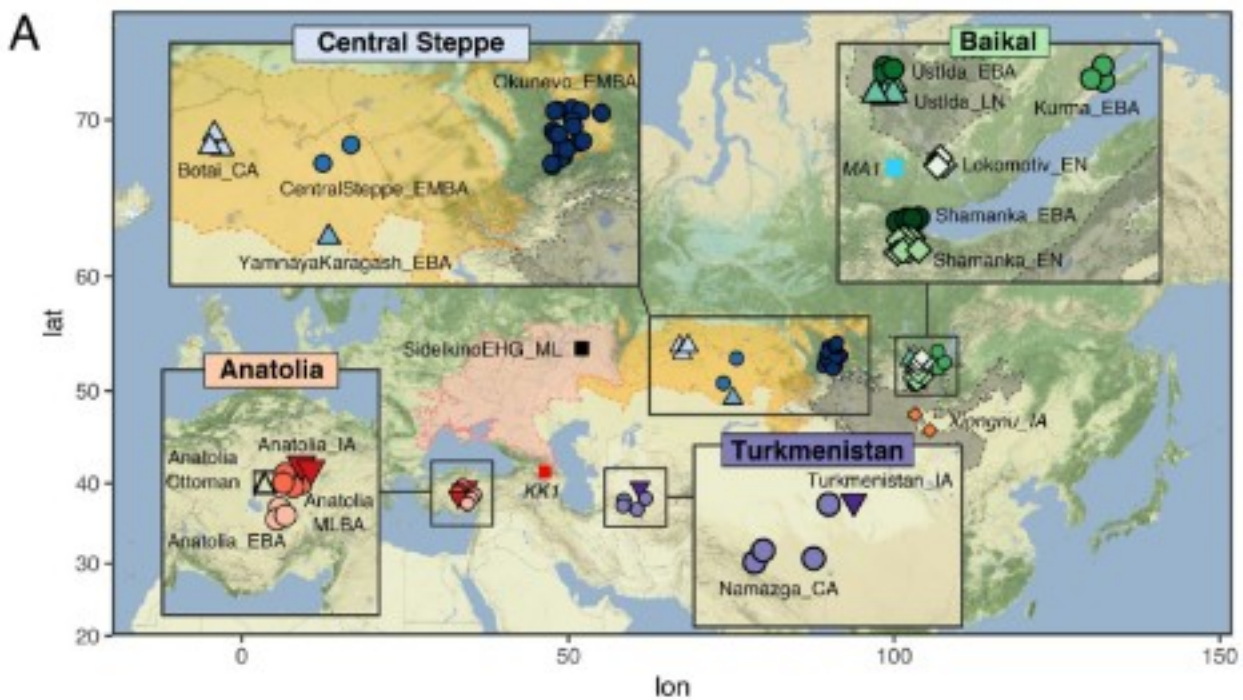 A
Central Steppe
Okunevo_EMBA
Botai_CA
CentralSteppe_EMBA
YamnayaKaragash_EBA
Baikal
UstIda_EBA
UstIda_LN
Kurma_EBA
MA1
Lokomotiv_EN
Shamanka_EBA
Shamanka_EN
SidelkinoEHG_ML
Xiongnu_IA
Anatolia
Anatolia_IA
Anatolia
Ottoman
Anatolia
MLBA
Anatolia_EBA
KK1
Turkmenistan
Turkmenistan_IA
Namazga_CA
lat
70
60
50
40
30
20
0
50
100
150
lon